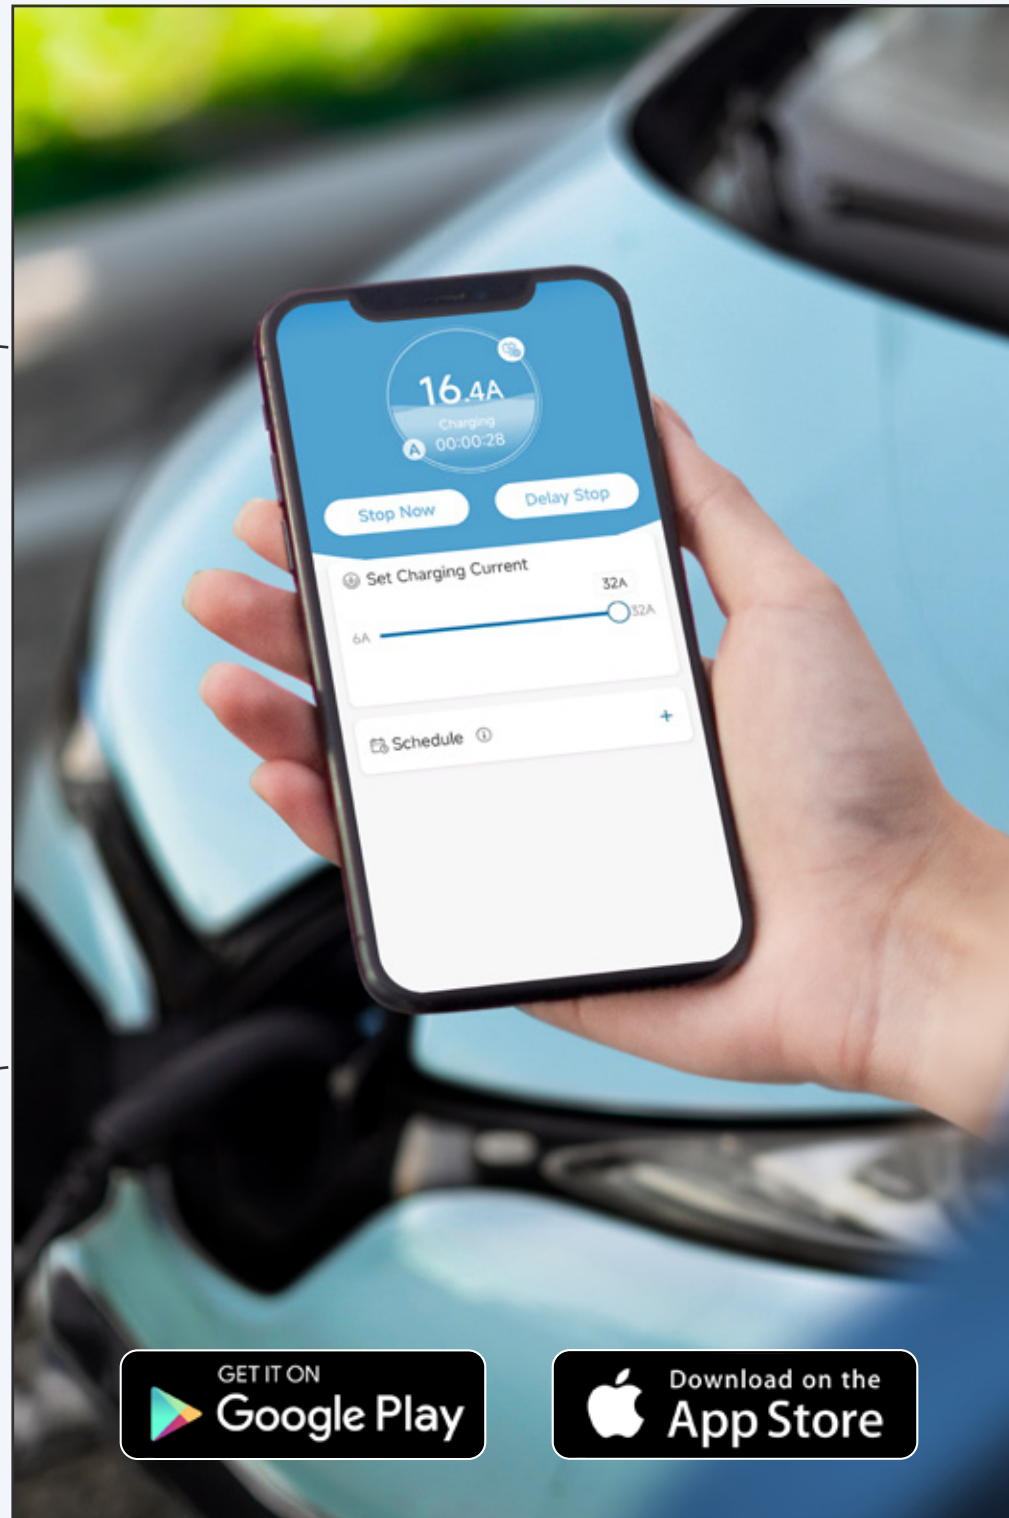 16.4A
Charging
A 00:00:28
Stop Now
Delay Stop
Set Charging Current
32A
6A
32A
Schedule
+
GET IT ON
Google Play
Download on the
App Store